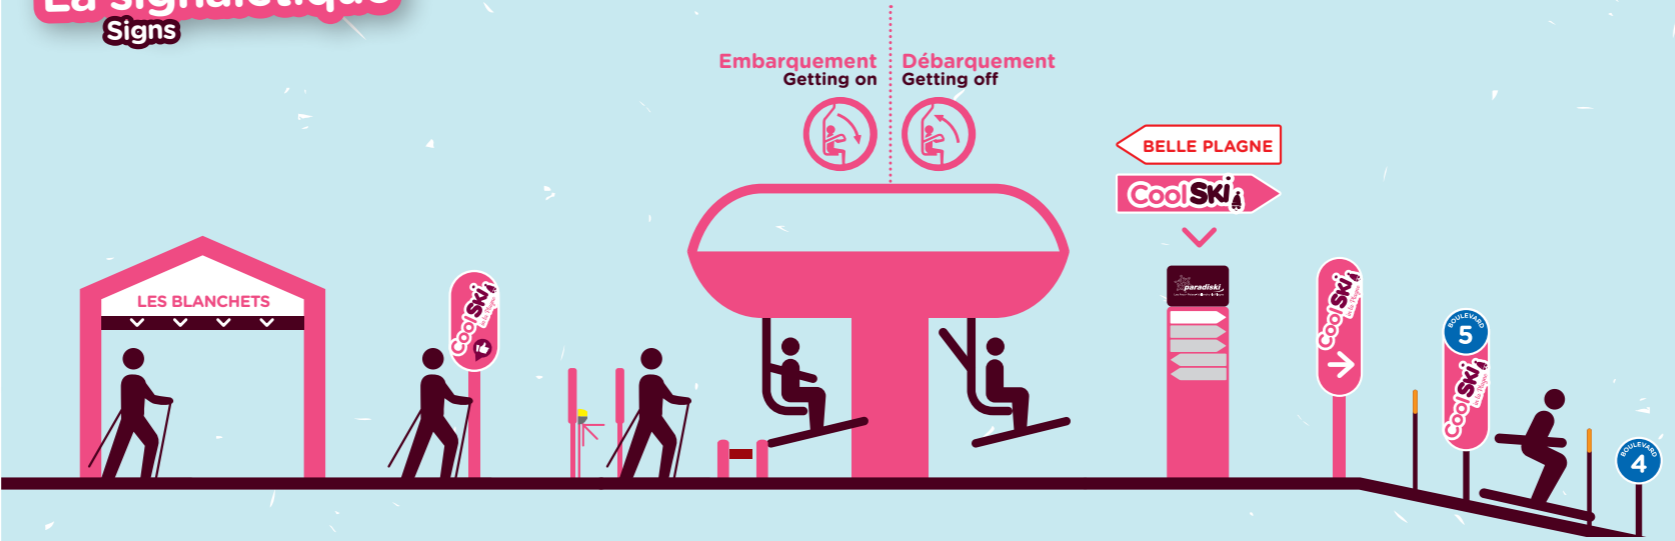 La signalétique
Signs
Embarquement
Getting on
Débarquement
Getting off
BELLE PLAGNE
CoolSKi
LES BLANCHETS
CoolSKi
paradiski
CoolSKi
BOULEVARD
5
CoolSKi
BOULEVARD
4